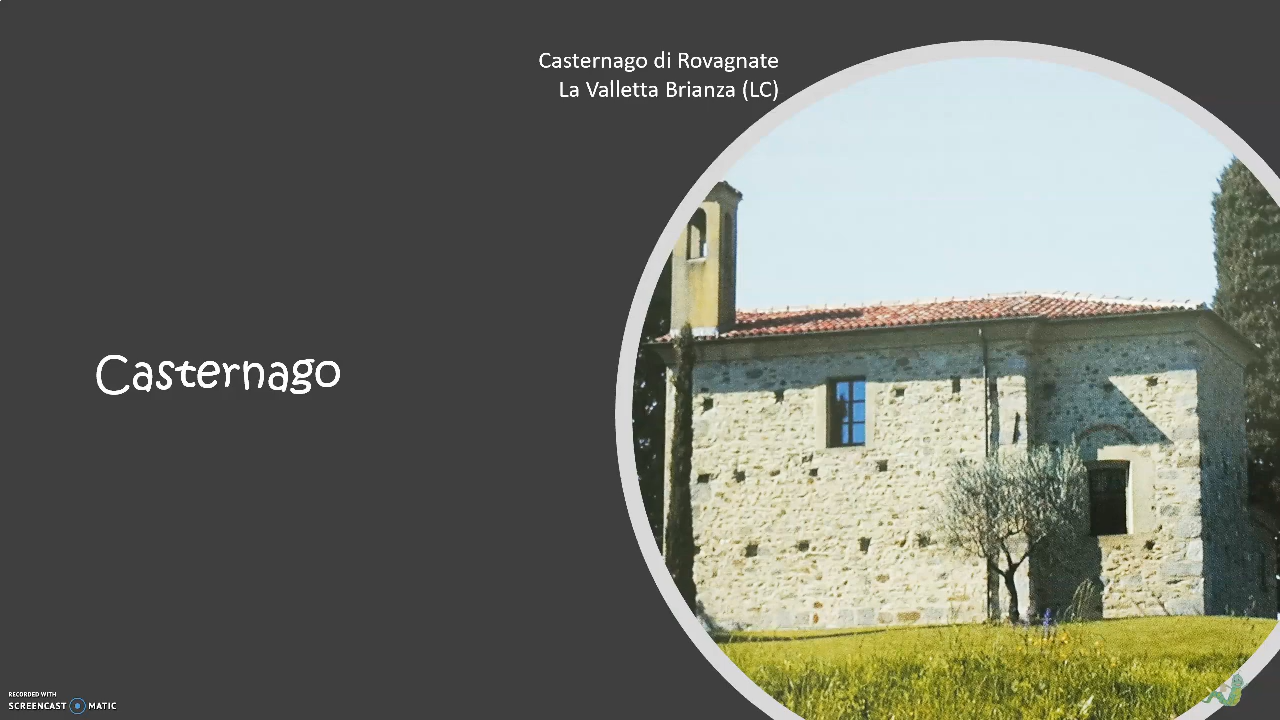 Casternago di Rovagnate
La Valletta Brianza (LC)
Casternago
RECORDED WITH
SCREENCAST MATIC